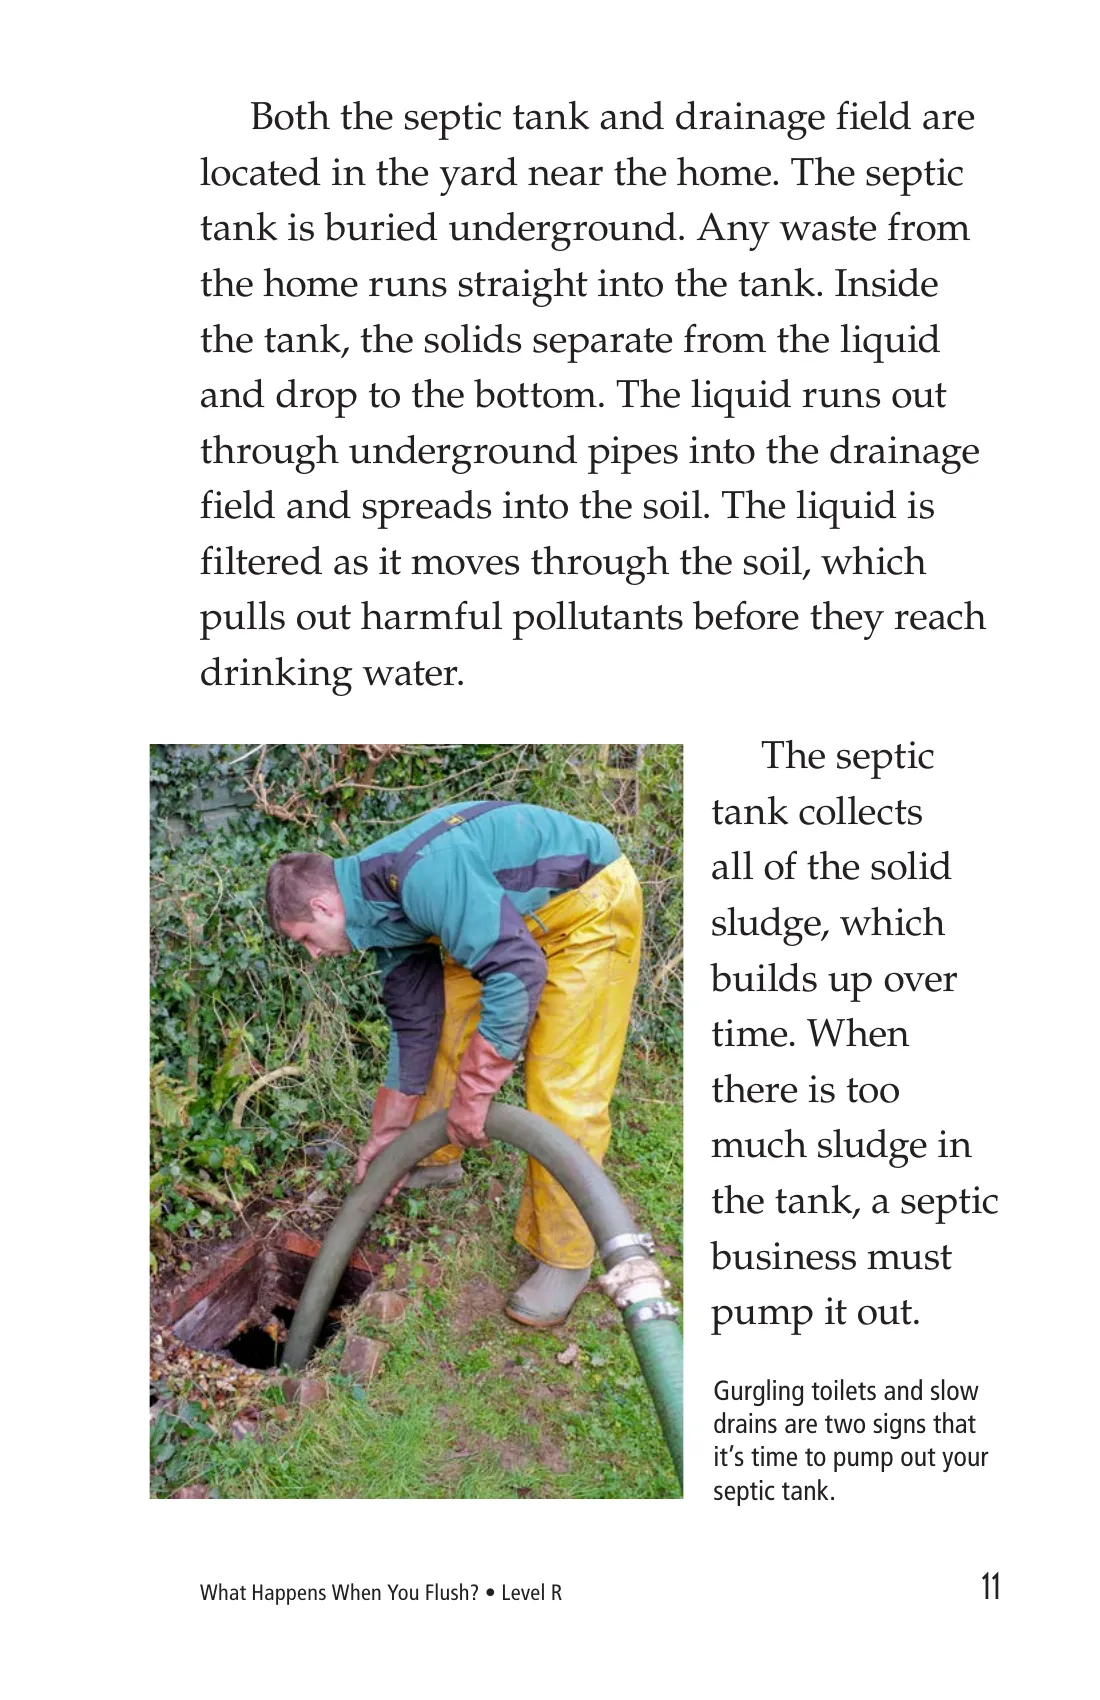 Both the septic tank and drainage field are
located in the yard near the home. The septic
tank is buried underground. Any waste from
the home runs straight into the tank. Inside
the tank, the solids separate from the liquid
and drop to the bottom. The liquid runs out
through underground pipes into the drainage
field and spreads into the soil. The liquid is
filtered as it moves through the soil, which
pulls out harmful pollutants before they reach
drinking water.
The septic
tank collects
all of the solid
sludge, which
builds up over
time. When
there is too
much sludge in
the tank, a septic
business must
pump it out.
Gurgling toilets and slow
drains are two signs that
it’s time to pump out your
septic tank.
What Happens When You Flush? • Level R
11